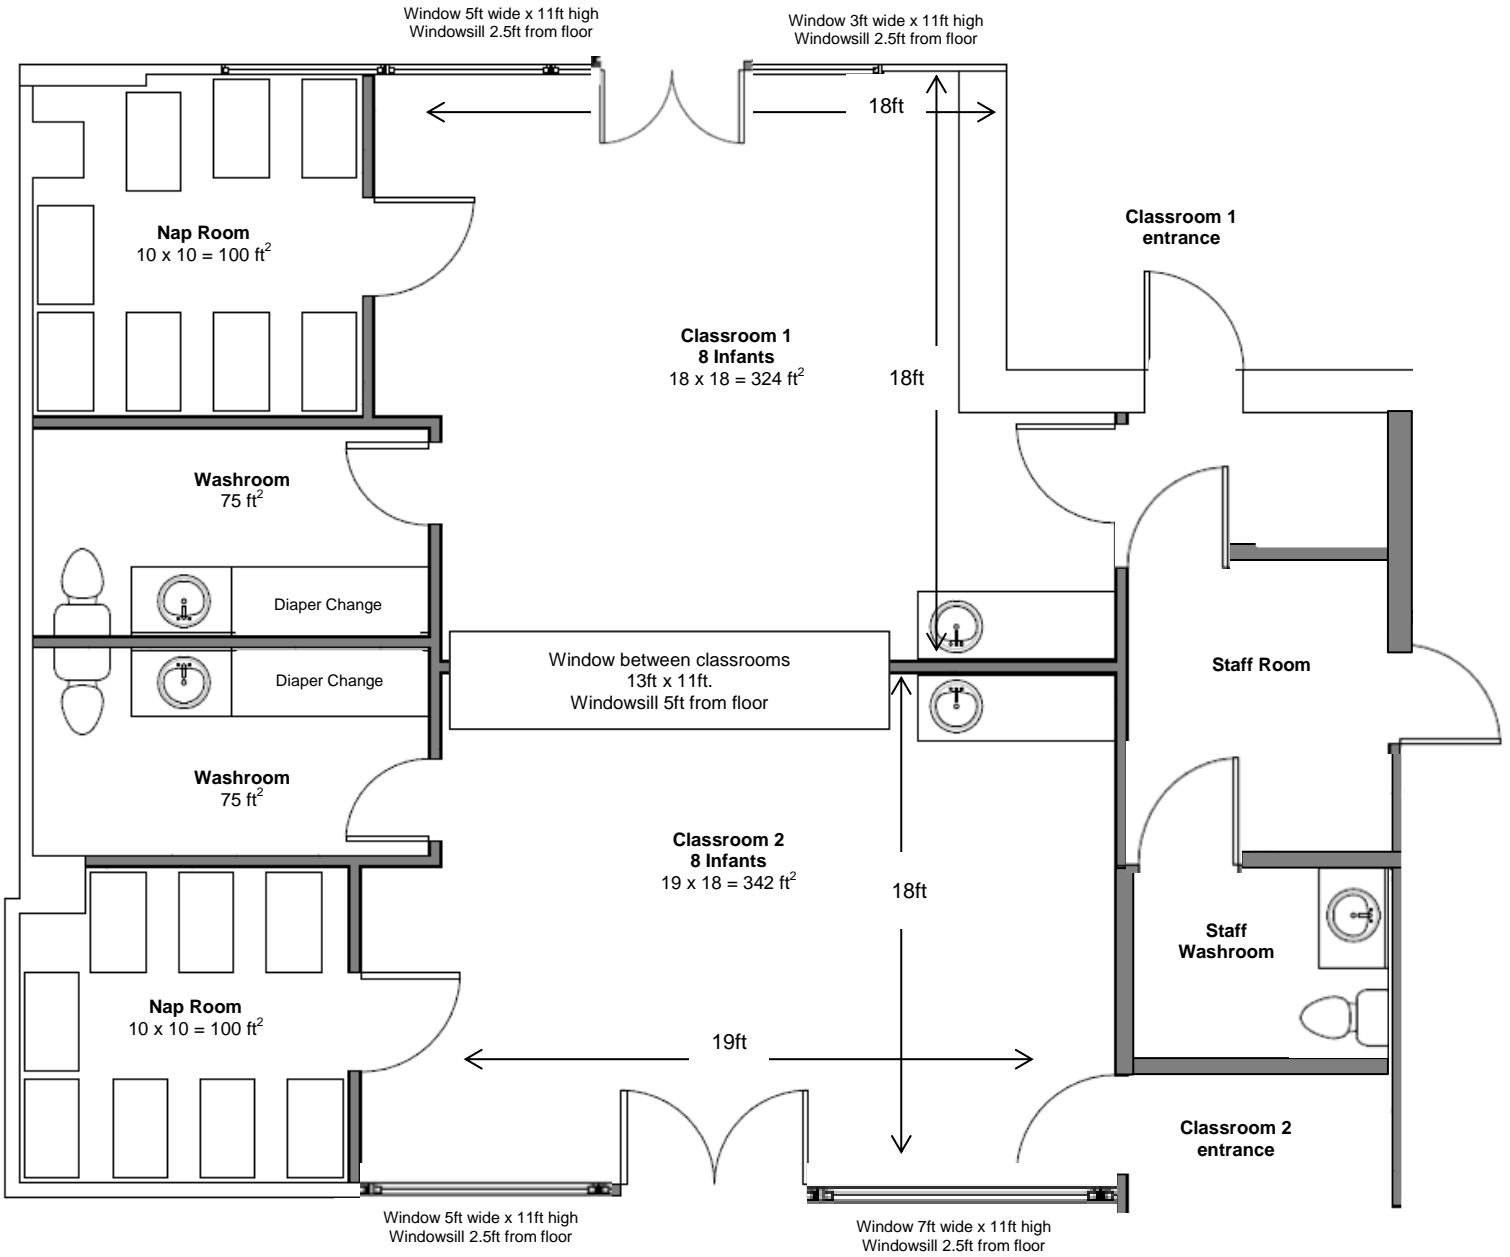 Window 5ft wide x 11ft high
Windowsill 2.5ft from floor
Window 3ft wide x 11ft high
Windowsill 2.5ft from floor
18ft
Classroom 1
entrance
Nap Room
10 x 10 = 100 ft²
Classroom 1
8 Infants
18 x 18 = 324 ft²
18ft
Washroom
75 ft²
Diaper Change
Window between classrooms
13ft x 11ft.
Windowsill 5ft from floor
Staff Room
Diaper Change
Washroom
75 ft²
Classroom 2
8 Infants
19 x 18 = 342 ft²
18ft
Staff
Washroom
Nap Room
10 x 10 = 100 ft²
19ft
Classroom 2
entrance
Window 5ft wide x 11ft high
Windowsill 2.5ft from floor
Window 7ft wide x 11ft high
Windowsill 2.5ft from floor